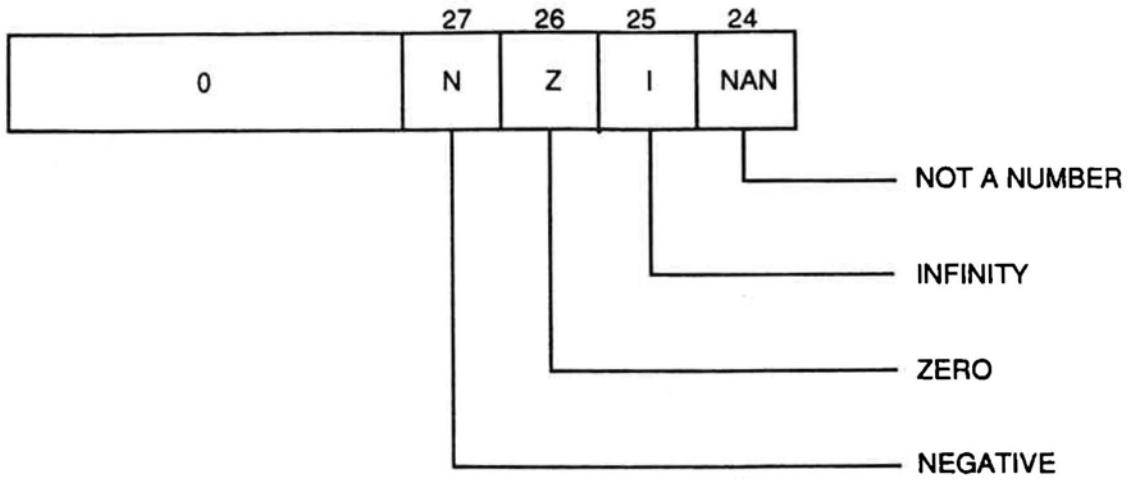 27 26 25 24
0 N Z I NAN
NOT A NUMBER
INFINITY
ZERO
NEGATIVE